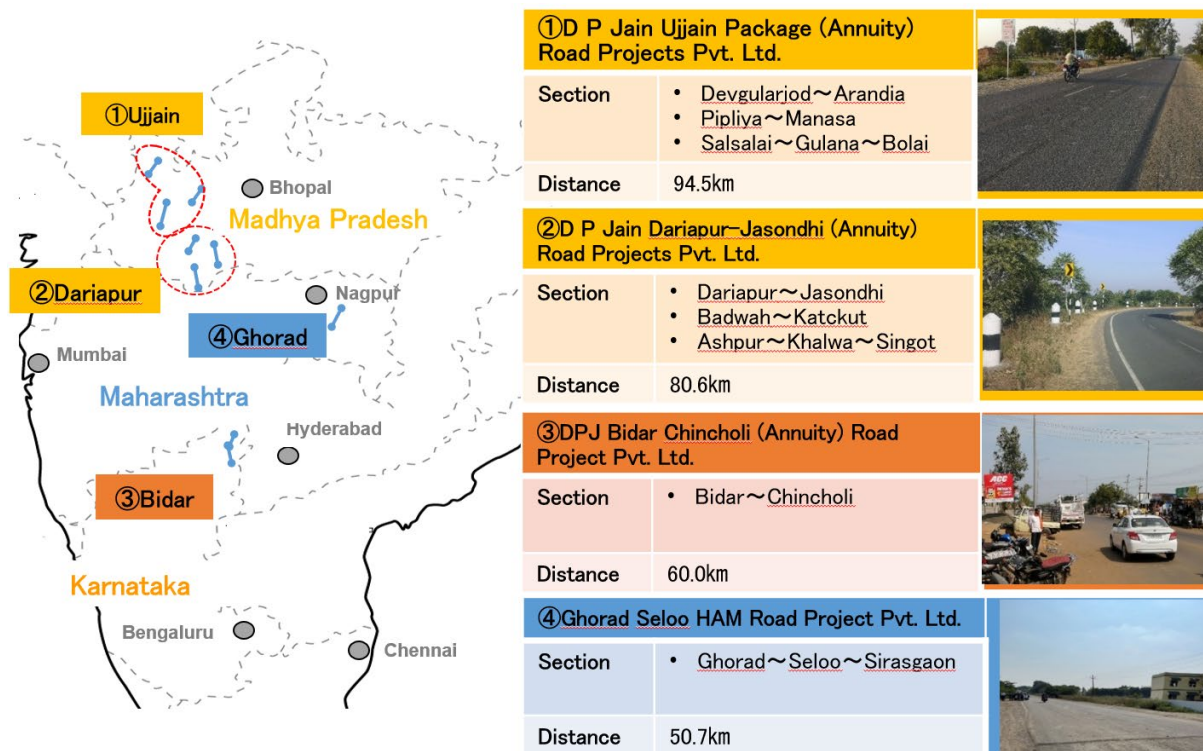 ①Ujjain
Bhopal
Madhya Pradesh
②Dariapur
Nagpur
④Ghorad
Mumbai
Maharashtra
Hyderabad
③Bidar
Karnataka
Bengaluru
Chennai
①D P Jain Ujjain Package (Annuity)
Road Projects Pvt. Ltd.
Section
• Devgularjod～Arandia
• Pipliya～Manasa
• Salsalai～Gulana～Bolai
Distance
94.5km
②D P Jain Dariapur-Jasondhi (Annuity)
Road Projects Pvt. Ltd.
Section
• Dariapur～Jasondhi
• Badwah～Katckut
• Ashpur～Khalwa～Singot
Distance
80.6km
③DPJ Bidar Chincholi (Annuity) Road
Project Pvt. Ltd.
Section
• Bidar～Chincholi
Distance
60.0km
ACC
④Ghorad Seloo HAM Road Project Pvt. Ltd.
Section
• Ghorad～Seloo～Sirasgaon
Distance
50.7km